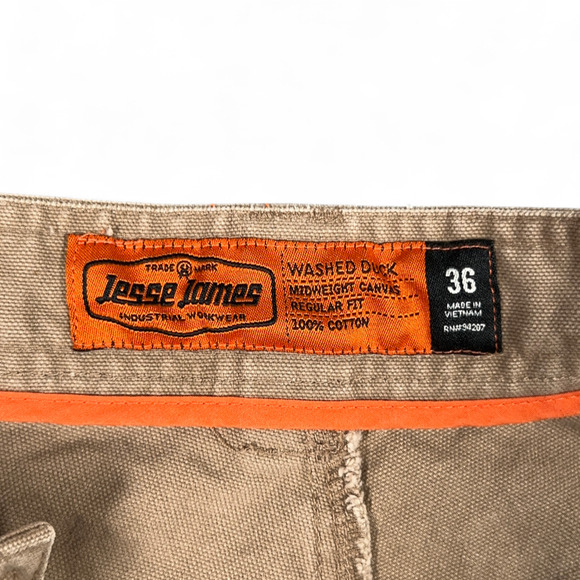 TRADE MARK
Jesse James
INDUSTRIAL WORKWEAR
WASHED DUCK
MIDWEIGHT CANVAS
REGULAR FIT
100% COTTON
36
MADE IN
VIETNAM
RN#94207